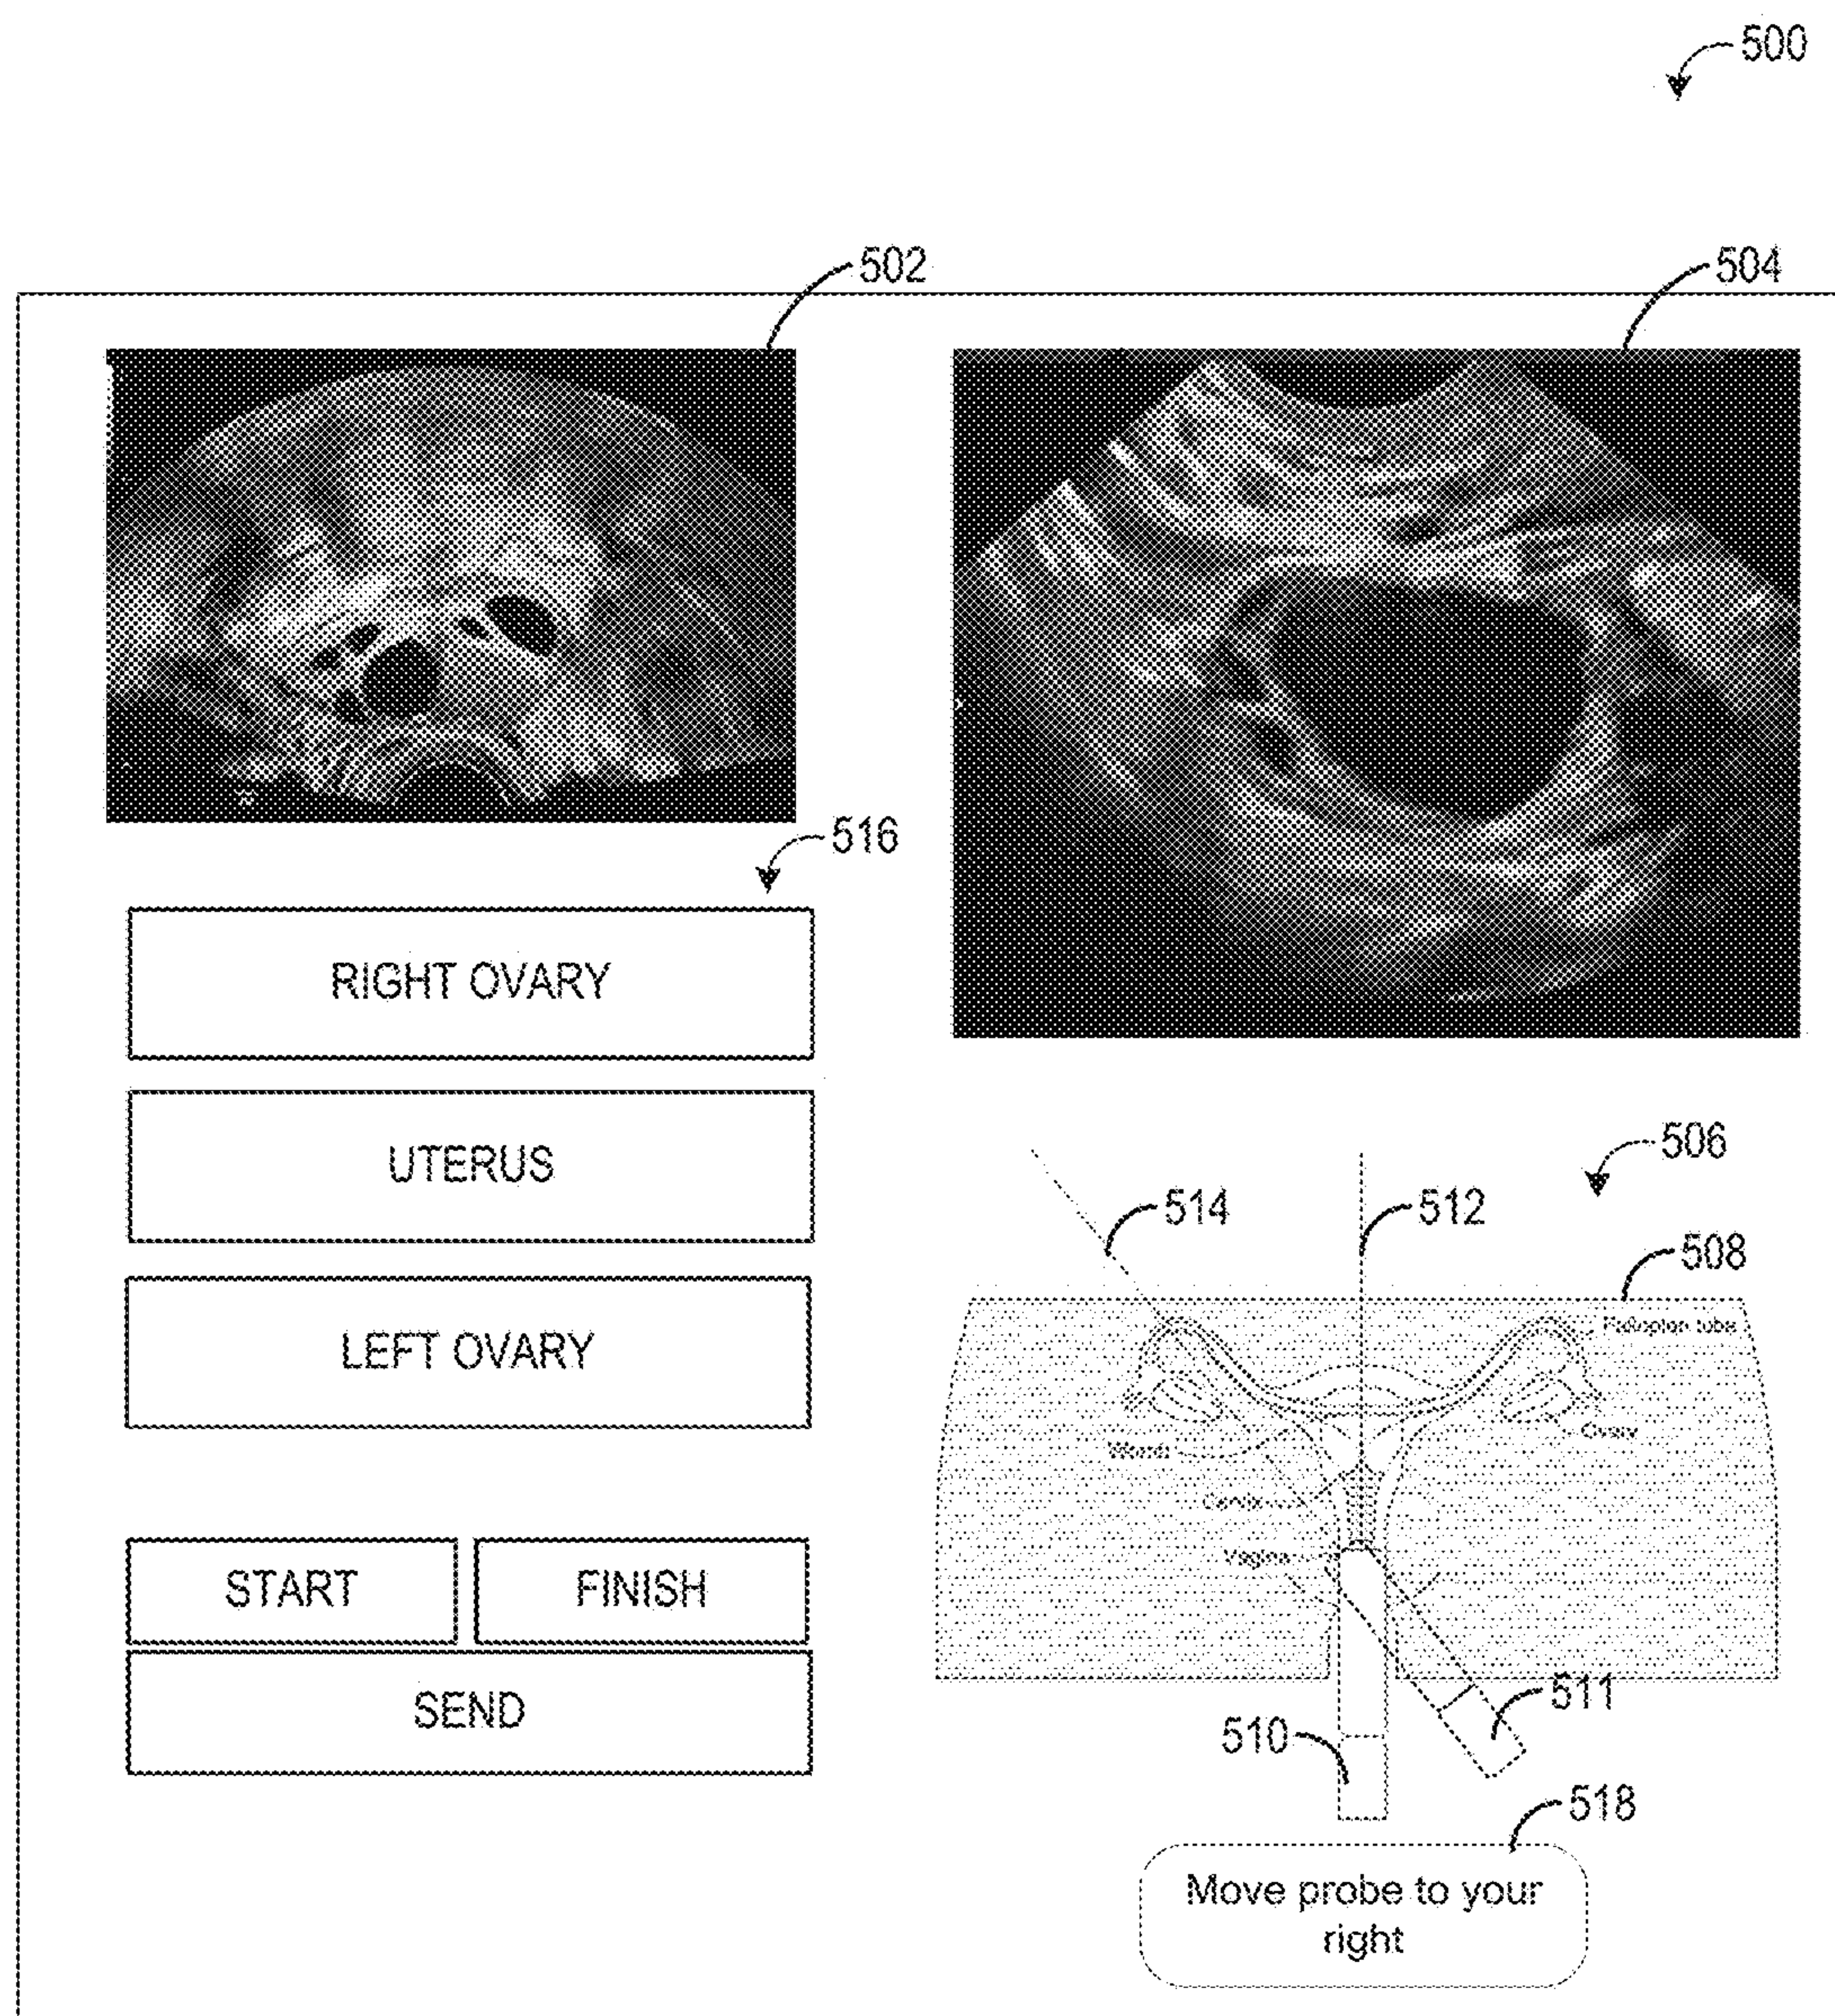 500
502
504
516
RIGHT OVARY
UTERUS
LEFT OVARY
START
FINISH
SEND
506
514
512
508
Fallopian tube
Ovary
Womb
Cervix
Vagina
511
510
518
Move probe to your
right